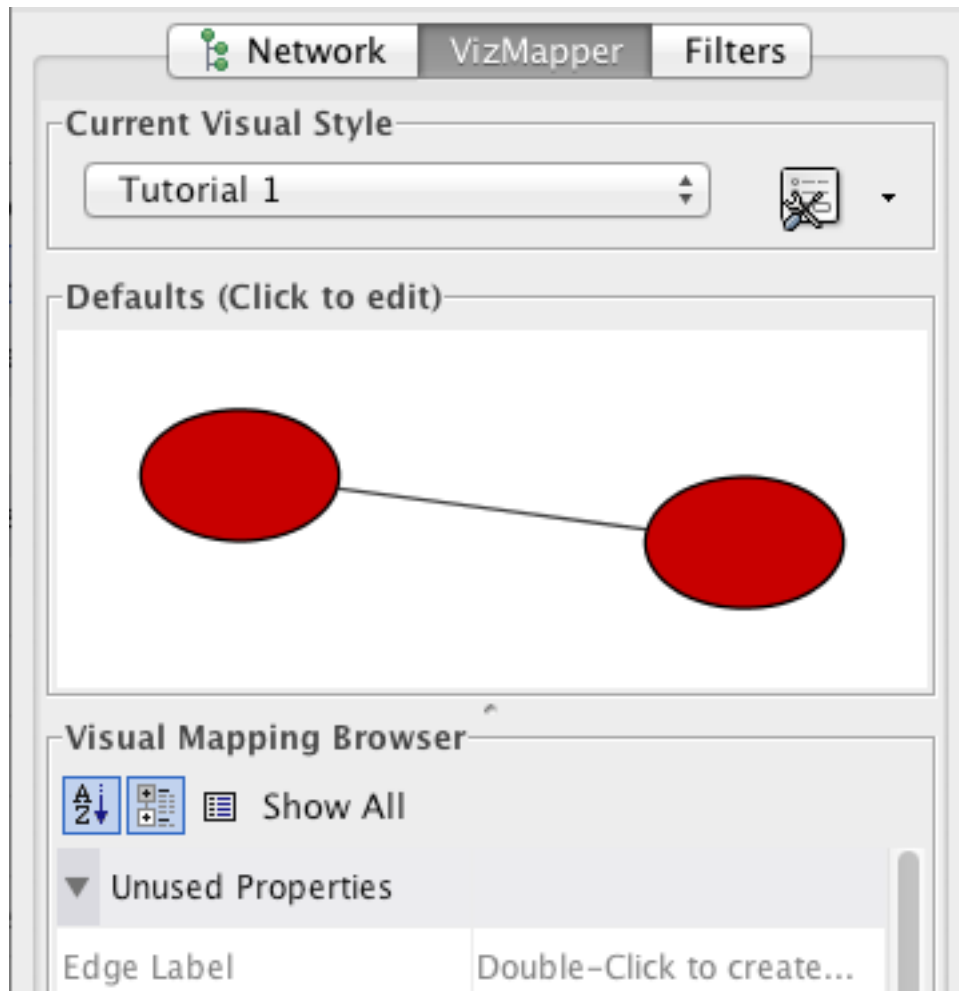 Network VizMapper Filters
Current Visual Style
Tutorial 1
Defaults (Click to edit)
Visual Mapping Browser
A Z Show All
Unused Properties
Edge Label Double-Click to create...